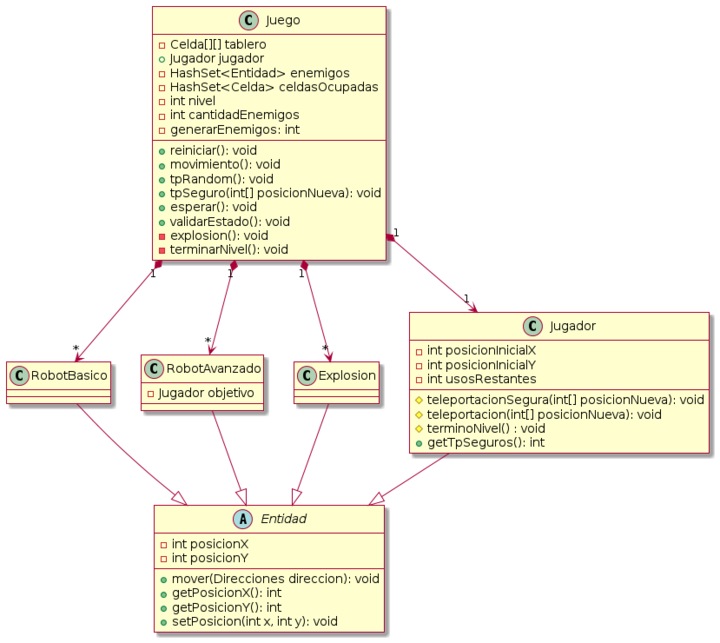 C Juego
Celda[][] tablero
Jugador jugador
HashSet<Entidad> enemigos
HashSet<Celda> celdasOcupadas
int nivel
int cantidadEnemigos
generarEnemigos: int
reiniciar(): void
movimiento(): void
tpRandom(): void
tpSeguro(int[] posicionNueva): void
esperar(): void
validarEstado(): void
explosion(): void
terminarNivel(): void
1 1 1 1
* * * 1
C RobotBasico
C RobotAvanzado
Jugador objetivo
C Explosion
C Jugador
int posicionInicialX
int posicionInicialY
int usosRestantes
teleportacionSegura(int[] posicionNueva): void
teleportacion(int[] posicionNueva): void
terminoNivel() : void
getTpSeguros(): int
A Entidad
int posicionX
int posicionY
mover(Direcciones direccion): void
getPosicionX(): int
getPosicionY(): int
setPosicion(int x, int y): void